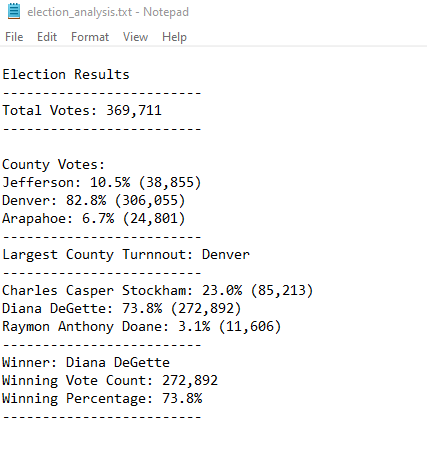 election_analysis.txt - Notepad
File Edit Format View Help
Election Results
-------------------------
Total Votes: 369,711
-------------------------
County Votes:
Jefferson: 10.5% (38,855)
Denver: 82.8% (306,055)
Arapahoe: 6.7% (24,801)
-------------------------
Largest County Turnnout: Denver
-------------------------
Charles Casper Stockham: 23.0% (85,213)
Diana DeGette: 73.8% (272,892)
Raymon Anthony Doane: 3.1% (11,606)
-------------------------
Winner: Diana DeGette
Winning Vote Count: 272,892
Winning Percentage: 73.8%
-------------------------